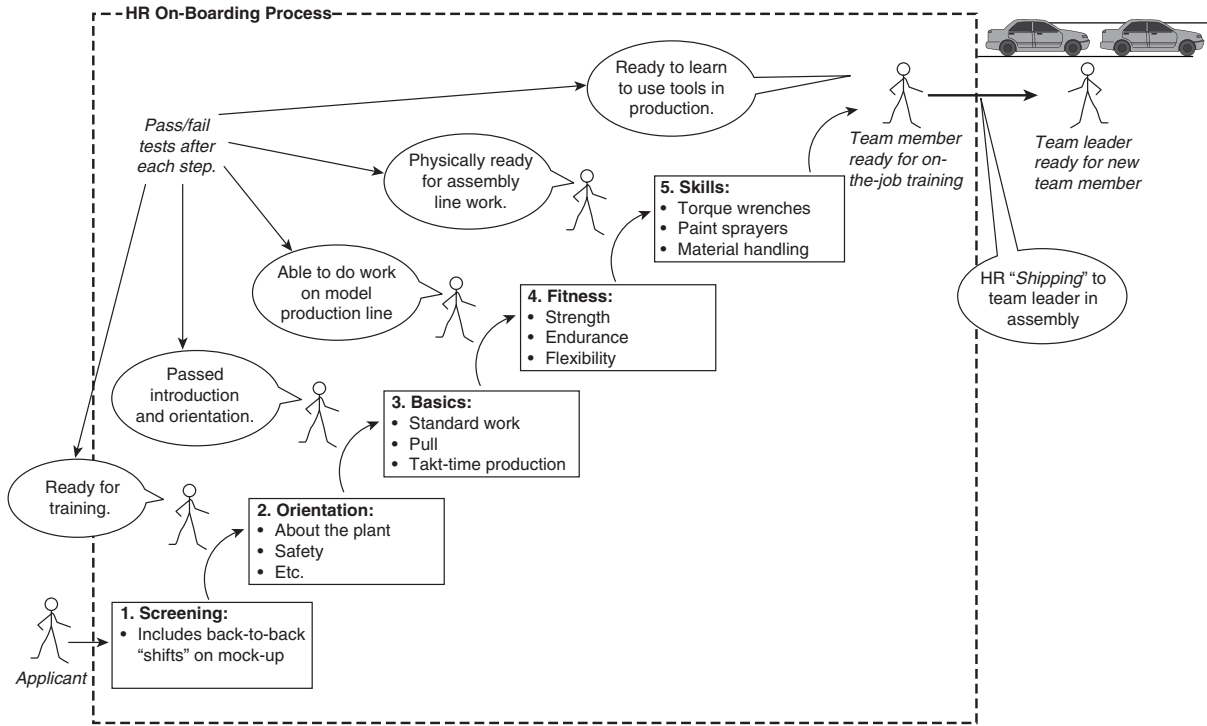 HR On-Boarding Process
Ready to learn
to use tools in
production.
Pass/fail
tests after
each step.
Team member
ready for on-
the-job training
Team leader
ready for new
team member
Physically ready
for assembly
line work.
5. Skills:
• Torque wrenches
• Paint sprayers
• Material handling
HR “Shipping” to
team leader in
assembly
Able to do work
on model
production line
4. Fitness:
• Strength
• Endurance
• Flexibility
Passed
introduction
and orientation.
3. Basics:
• Standard work
• Pull
• Takt-time production
Ready for
training.
2. Orientation:
• About the plant
• Safety
• Etc.
1. Screening:
• Includes back-to-back
“shifts” on mock-up
Applicant